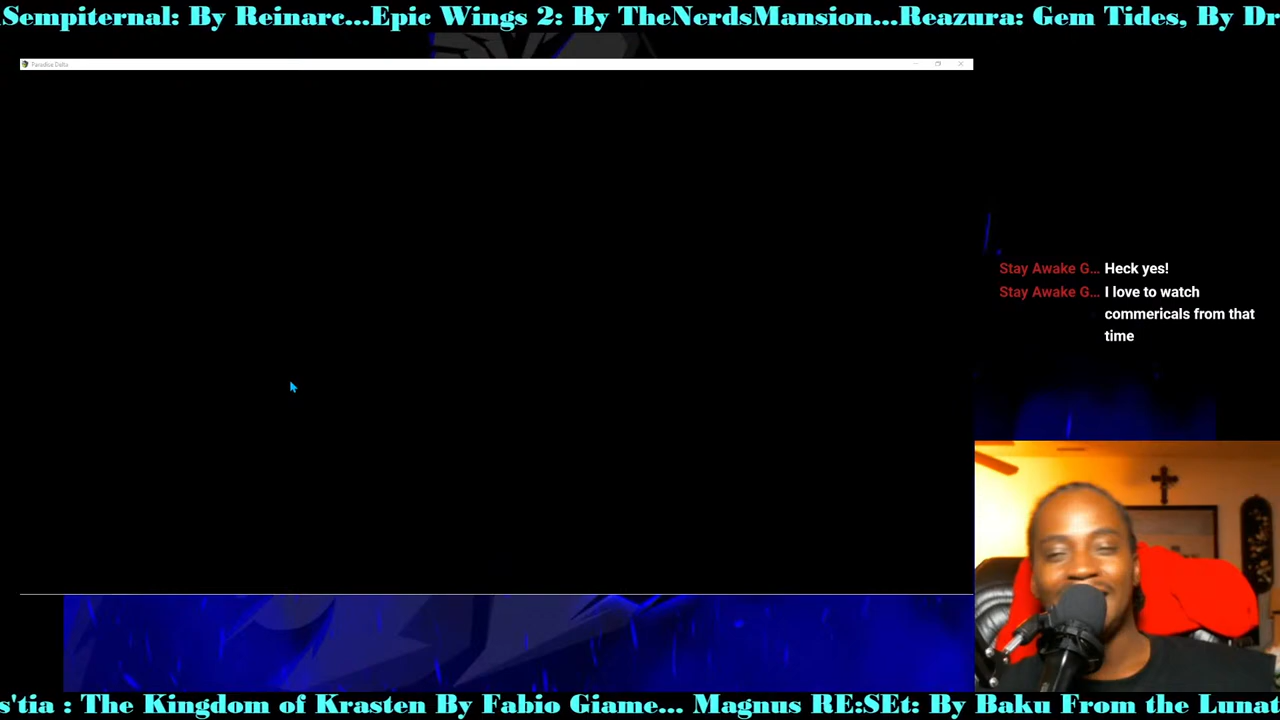 Sempiternal: By Reinarc...Epic Wings 2: By TheNerdsMansion...Reazura: Gem Tides, By Dr
Paradice Delta
Stay Awake G... Heck yes!
Stay Awake G... I love to watch
commericals from that
time
s'tia : The Kingdom of Krasten By Fabio Giame... Magnus RE:SEt: By Baku From the Lunat